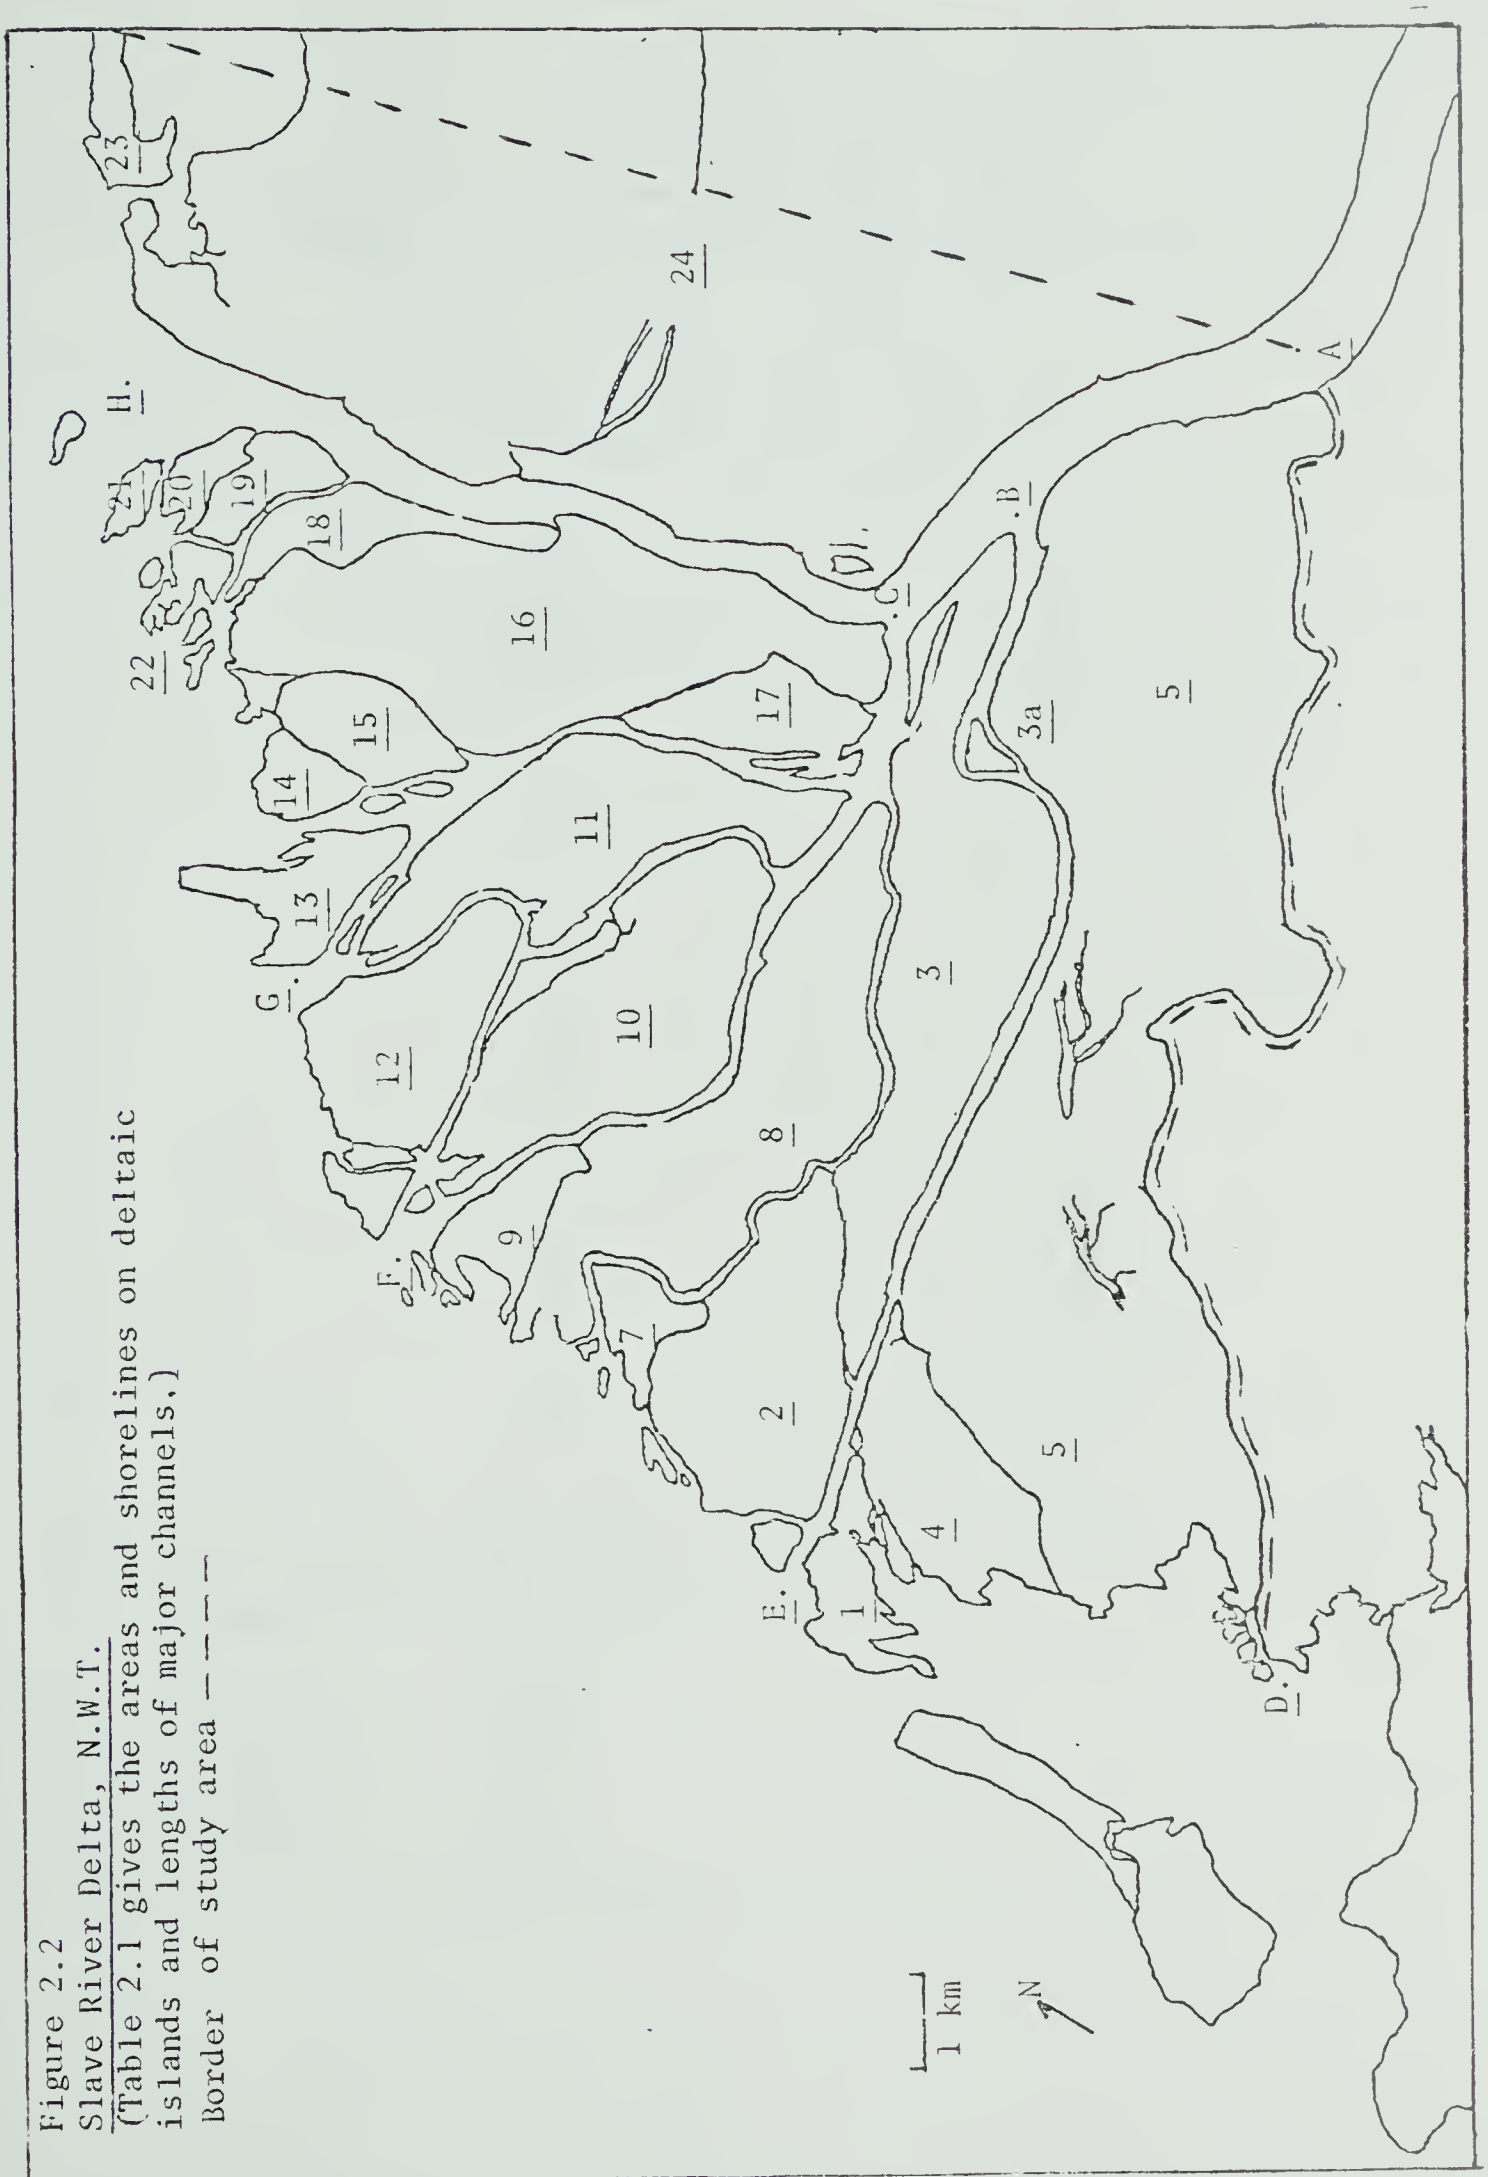 Figure 2.2
Slave River Delta, N.W.T.
(Table 2.1 gives the areas and shorelines on deltaic
islands and lengths of major channels.)
Border of study area -----
23
H.
24
21
20
19
18
22
A
16
.B
.C
15
14
17
3a
5
13
11
G.
12
10
3
8
F.
9
7
2
5
4
E.
1
D.
1 km
N